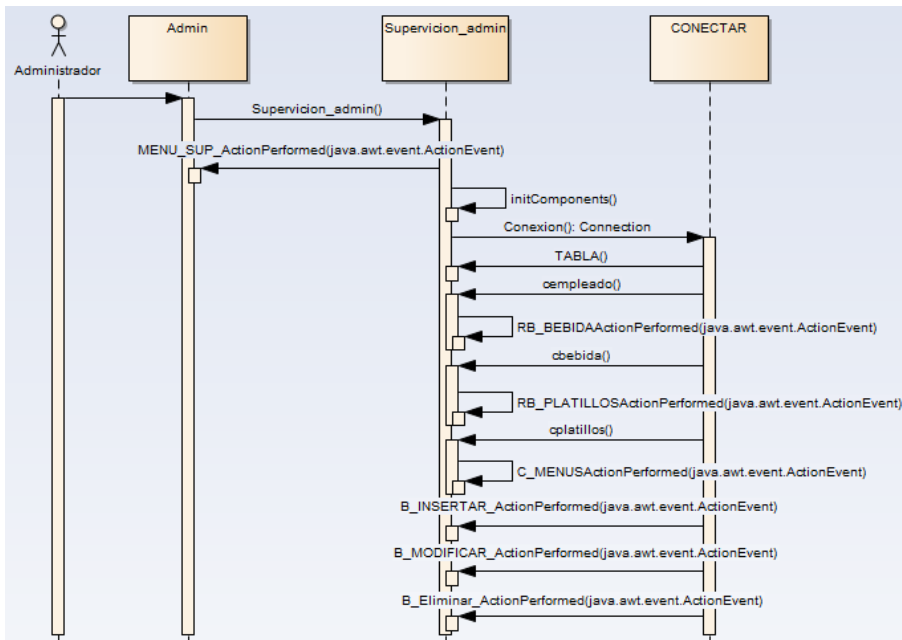 Admin
Supervicion_admin
CONECTAR
Administrador
Supervicion_admin()
MENU_SUP_ActionPerformed(java.awt.event.ActionEvent)
initComponents()
Conexion(): Connection
TABLA()
cempleado()
RB_BEBIDAActionPerformed(java.awt.event.ActionEvent)
cbebida()
RB_PLATILLOSActionPerformed(java.awt.event.ActionEvent)
cplatillos()
C_MENUSActionPerformed(java.awt.event.ActionEvent)
B_INSERTAR_ActionPerformed(java.awt.event.ActionEvent)
B_MODIFICAR_ActionPerformed(java.awt.event.ActionEvent)
B_Eliminar_ActionPerformed(java.awt.event.ActionEvent)